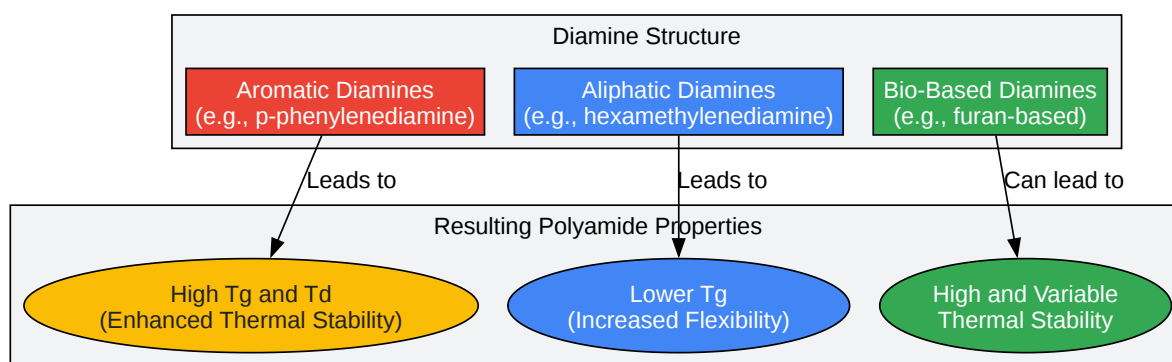 Diamine Structure
Aromatic Diamines
(e.g., p-phenylenediamine)
Aliphatic Diamines
(e.g., hexamethylenediamine)
Bio-Based Diamines
(e.g., furan-based)
Leads to
Leads to
Can lead to
Resulting Polyamide Properties
High Tg and Td
(Enhanced Thermal Stability)
Lower Tg
(Increased Flexibility)
High and Variable
Thermal Stability